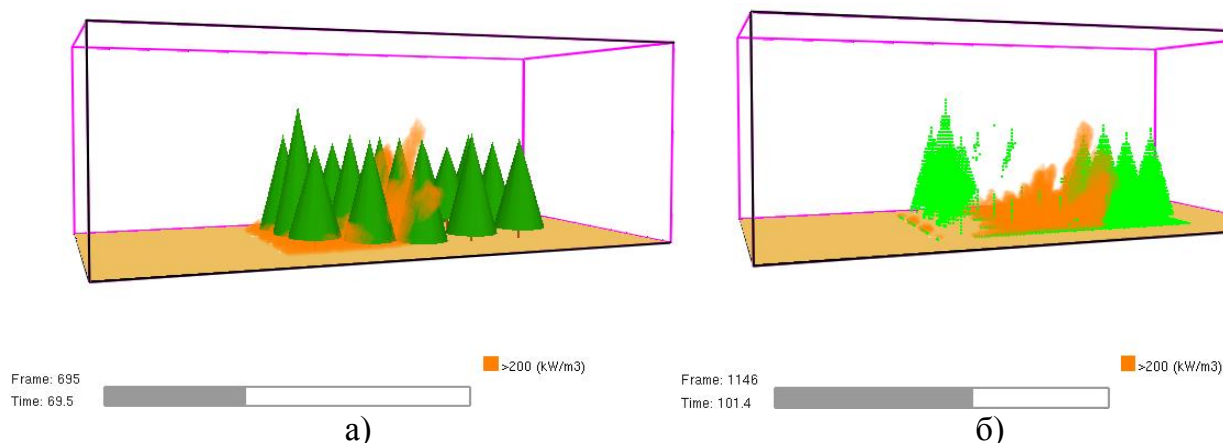 >200 (kW/m3)
Frame: 695
Time: 69.5
а)
>200 (kW/m3)
Frame: 1146
Time: 101.4
б)